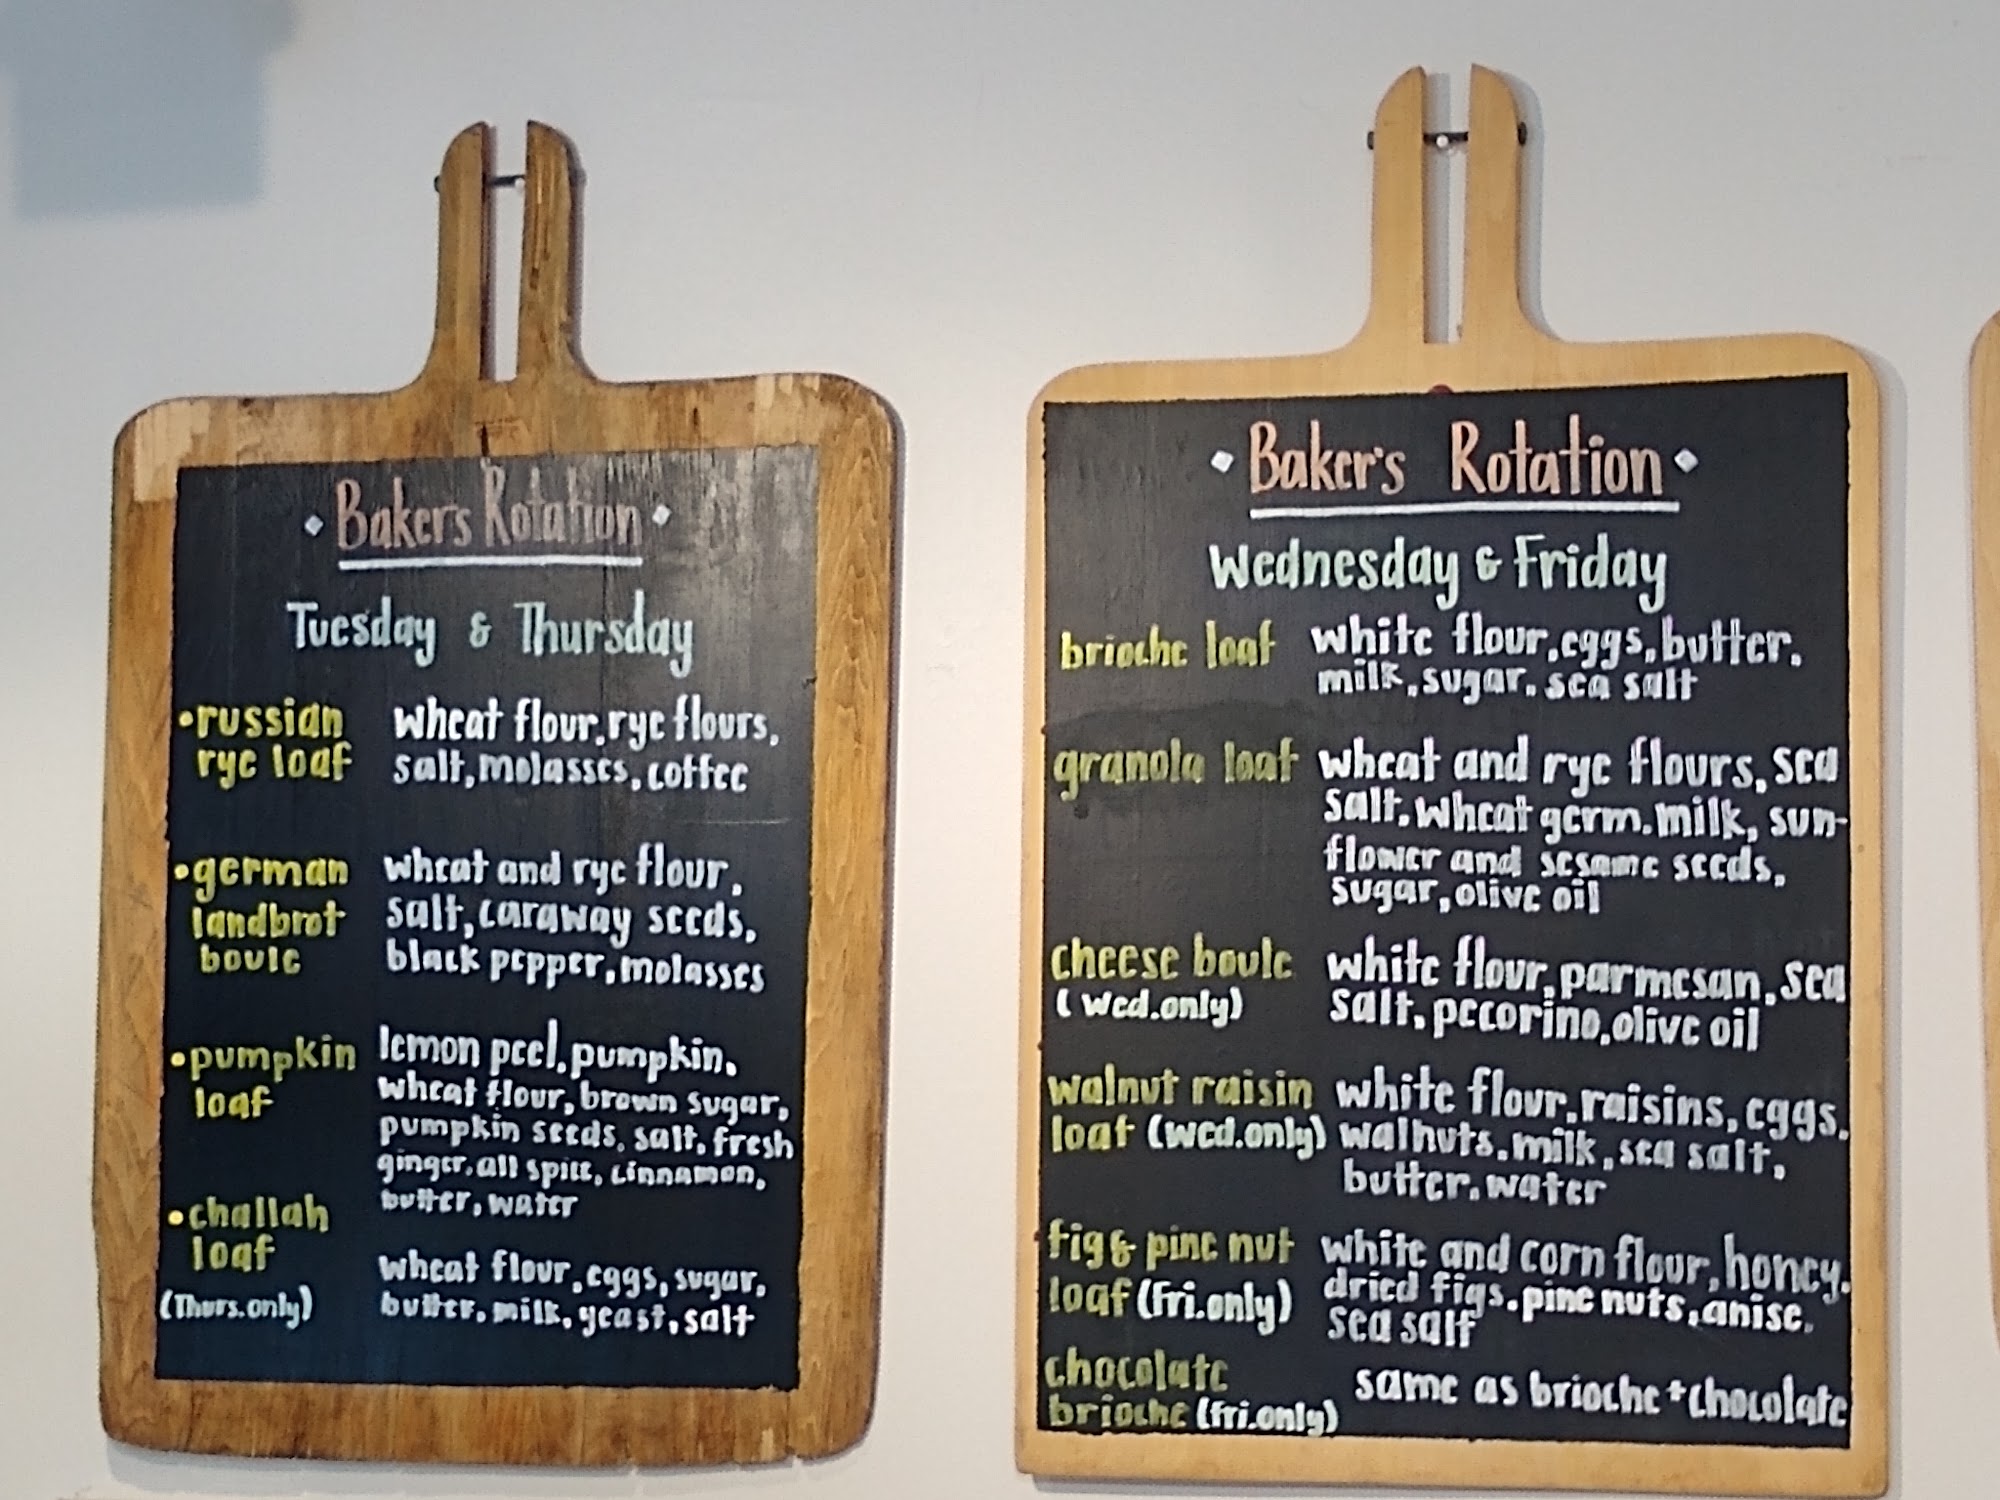 Baker's Rotation
Tuesday & Thursday
• russian
rye loaf
wheat flour, rye flours,
salt, molasses, coffee
• german
landbrot
boule
wheat and rye flour,
salt, caraway seeds,
black pepper, molasses
• pumpkin
loaf
lemon peel, pumpkin,
wheat flour, brown sugar,
pumpkin seeds, salt, fresh
ginger, all spice, cinnamon,
butter, water
• challah
loaf
(Thurs. only)
wheat flour, eggs, sugar,
butter, milk, yeast, salt
Baker's Rotation
Wednesday & Friday
brioche loaf
white flour, eggs, butter,
milk, sugar, sea salt
granola loaf
wheat and rye flours, sea
salt, wheat germ, milk, sun-
flower and sesame seeds,
sugar, olive oil
cheese boule
(wed. only)
white flour, parmesan, sea
salt, pecorino, olive oil
walnut raisin
loaf (wed. only)
white flour, raisins, eggs,
walnuts, milk, sea salt,
butter, water
fig & pine nut
loaf (fri. only)
white and corn flour, honey,
dried figs, pine nuts, anise,
sea salt
chocolate
brioche (fri. only)
same as brioche + chocolate